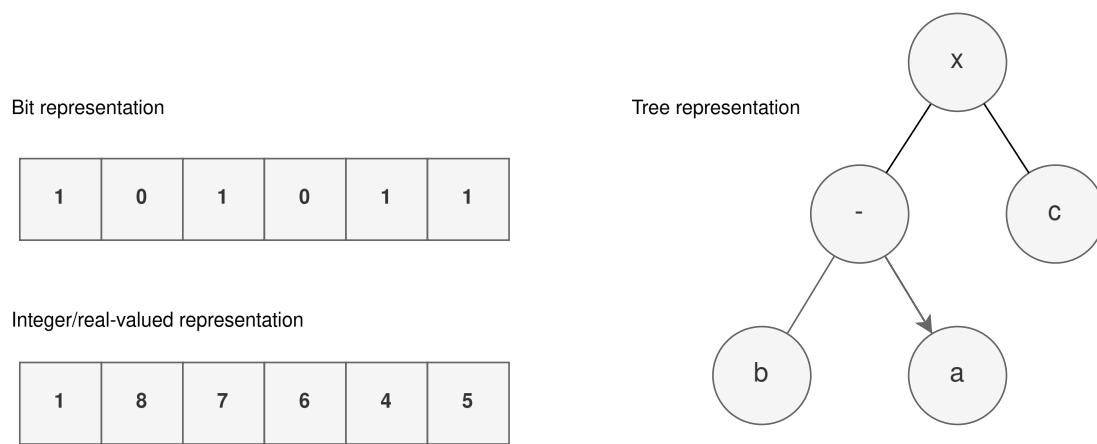 Bit representation
1 0 1 0 1 1
Integer/real-valued representation
1 8 7 6 4 5
Tree representation
x
- c
b a